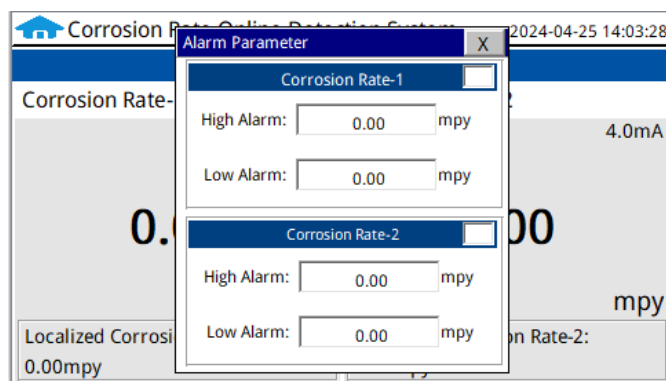 Corrosion Rate Online Detection System 2024-04-25 14:03:28
Alarm Parameter X
Corrosion Rate-1
High Alarm: 0.00 mpy
Low Alarm: 0.00 mpy
Corrosion Rate-2
High Alarm: 0.00 mpy
Low Alarm: 0.00 mpy
Corrosion Rate-
4.0mA
0.
00
mpy
Localized Corrosi
n Rate-2:
0.00mpy